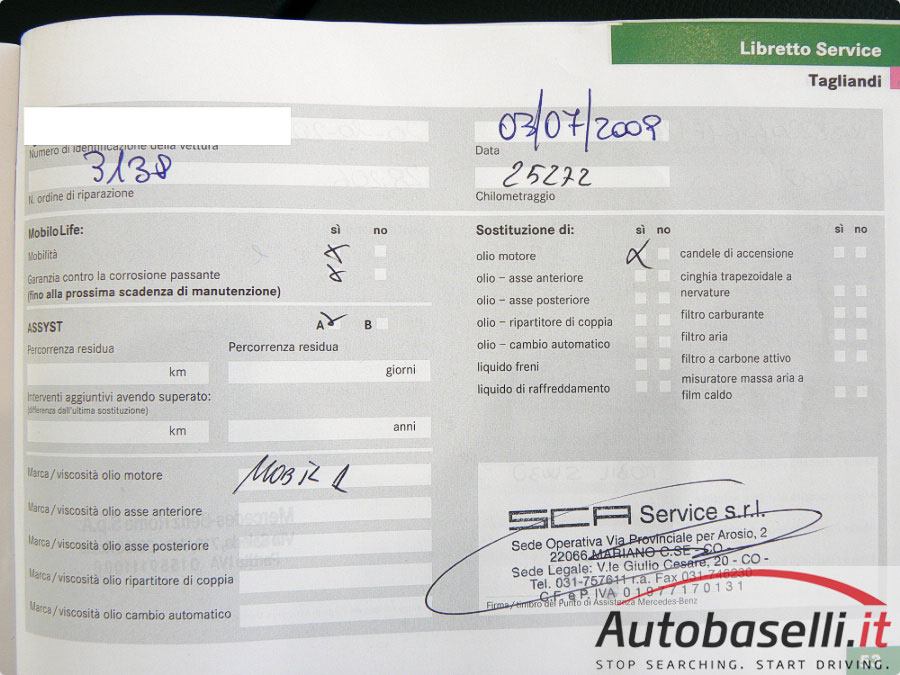 Libretto Service
Tagliandi
Numero di identificazione della vettura
3138
N. ordine di riparazione
03/07/2009
Data
25272
Chilometraggio
MobiloLife: sì no
Mobilità
Garanzia contro la corrosione passante
(fino alla prossima scadenza di manutenzione)
ASSYST A B
Percorrenza residua Percorrenza residua
km giorni
Interventi aggiuntivi avendo superato:
(differenza dall'ultima sostituzione)
km anni
Marca/viscosità olio motore MOBIL 1
Marca/viscosità olio asse anteriore
Marca/viscosità olio asse posteriore
Marca/viscosità olio ripartitore di coppia
Marca/viscosità olio cambio automatico
Sostituzione di: sì no sì no
olio motore
olio – asse anteriore
olio – asse posteriore
olio – ripartitore di coppia
olio – cambio automatico
liquido freni
liquido di raffreddamento
candele di accensione
cinghia trapezoidale a
nervature
filtro carburante
filtro aria
filtro a carbone attivo
misuratore massa aria a
film caldo
SCA Service s.r.l.
Sede Operativa Via Provinciale per Arosio, 2
22066 MARIANO C.SE - CO -
Sede Legale: V.le Giulio Cesare, 20 - CO -
Tel. 031-757611 r.a. Fax 031-746230
C.F. e P. IVA 01977170131
Firma/timbro del Punto di Assistenza Mercedes-Benz
Autobaselli.it
STOP SEARCHING. START DRIVING.